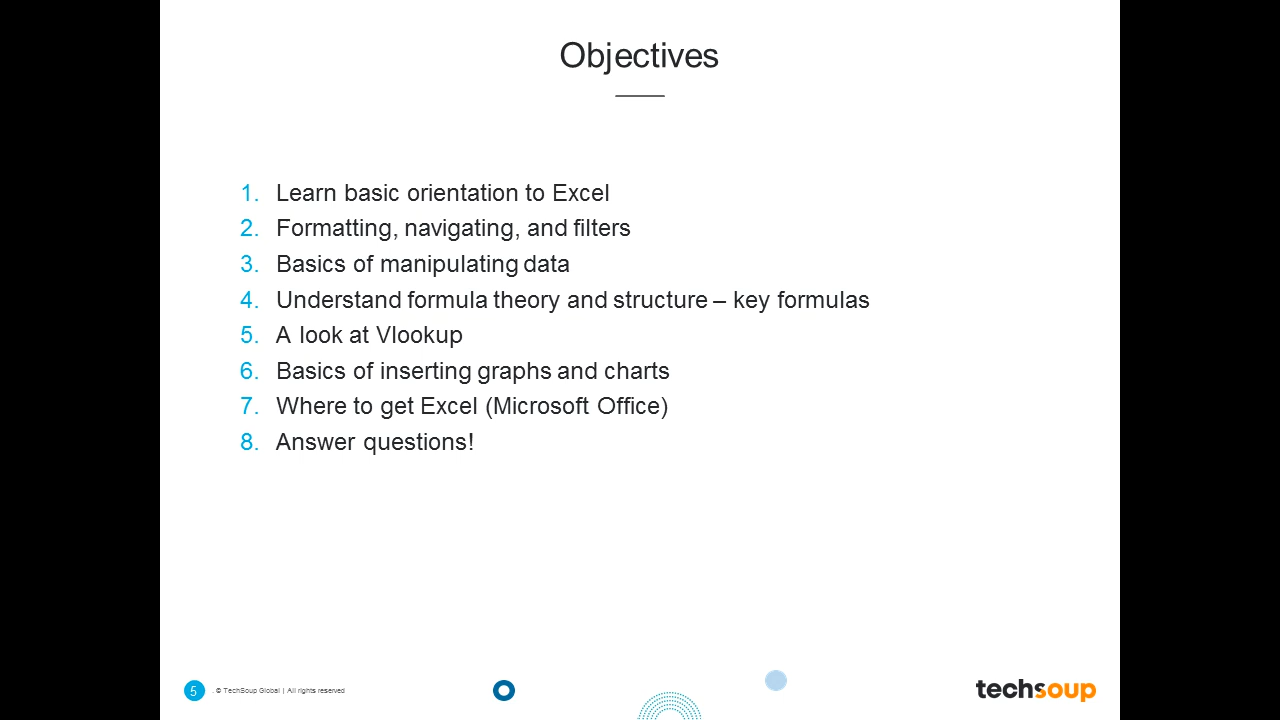 Objectives
1. Learn basic orientation to Excel
2. Formatting, navigating, and filters
3. Basics of manipulating data
4. Understand formula theory and structure – key formulas
5. A look at Vlookup
6. Basics of inserting graphs and charts
7. Where to get Excel (Microsoft Office)
8. Answer questions!
5 . © TechSoup Global | All rights reserved
techsoup